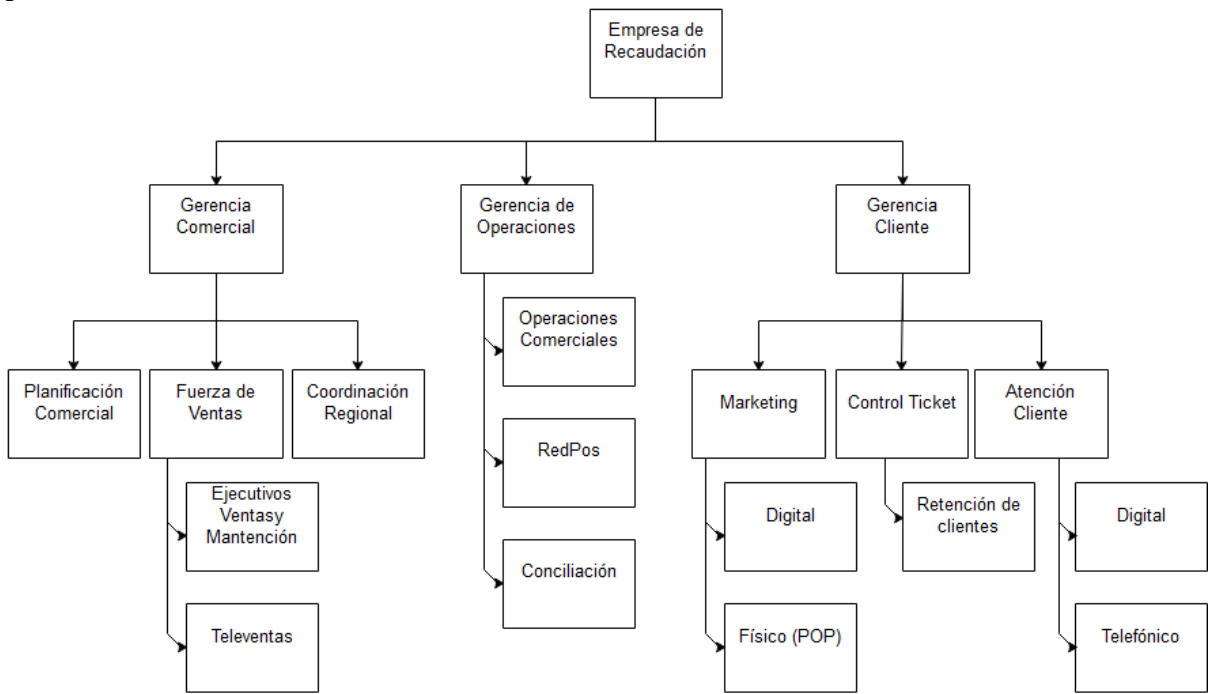 Empresa de
Recaudación
Gerencia
Comercial
Gerencia de
Operaciones
Gerencia
Cliente
Planificación
Comercial
Fuerza de
Ventas
Coordinación
Regional
Ejecutivos
Ventasy
Mantención
Televentas
Operaciones
Comerciales
RedPos
Conciliación
Marketing
Control Ticket
Atención
Cliente
Digital
Físico (POP)
Retención de
clientes
Digital
Telefónico